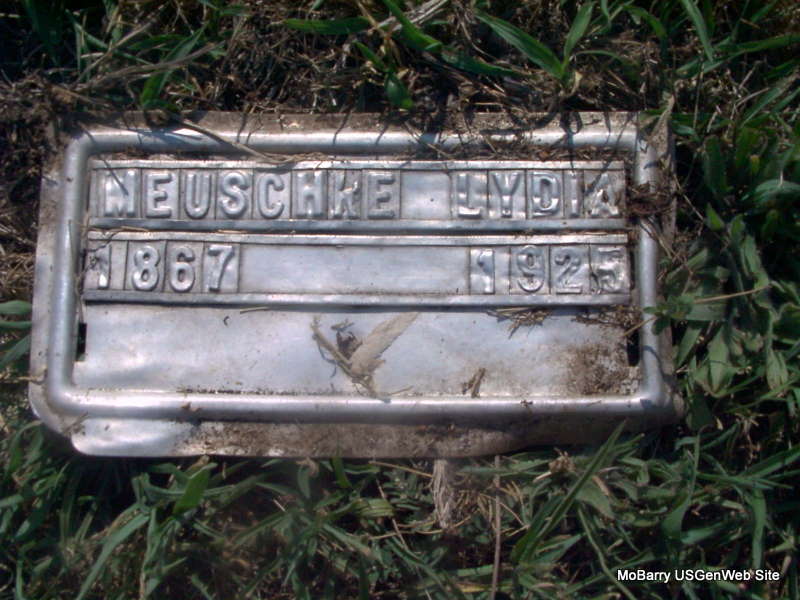 MEUSCHKE LYDIA
1867 1925
MoBarry USGenWeb Site